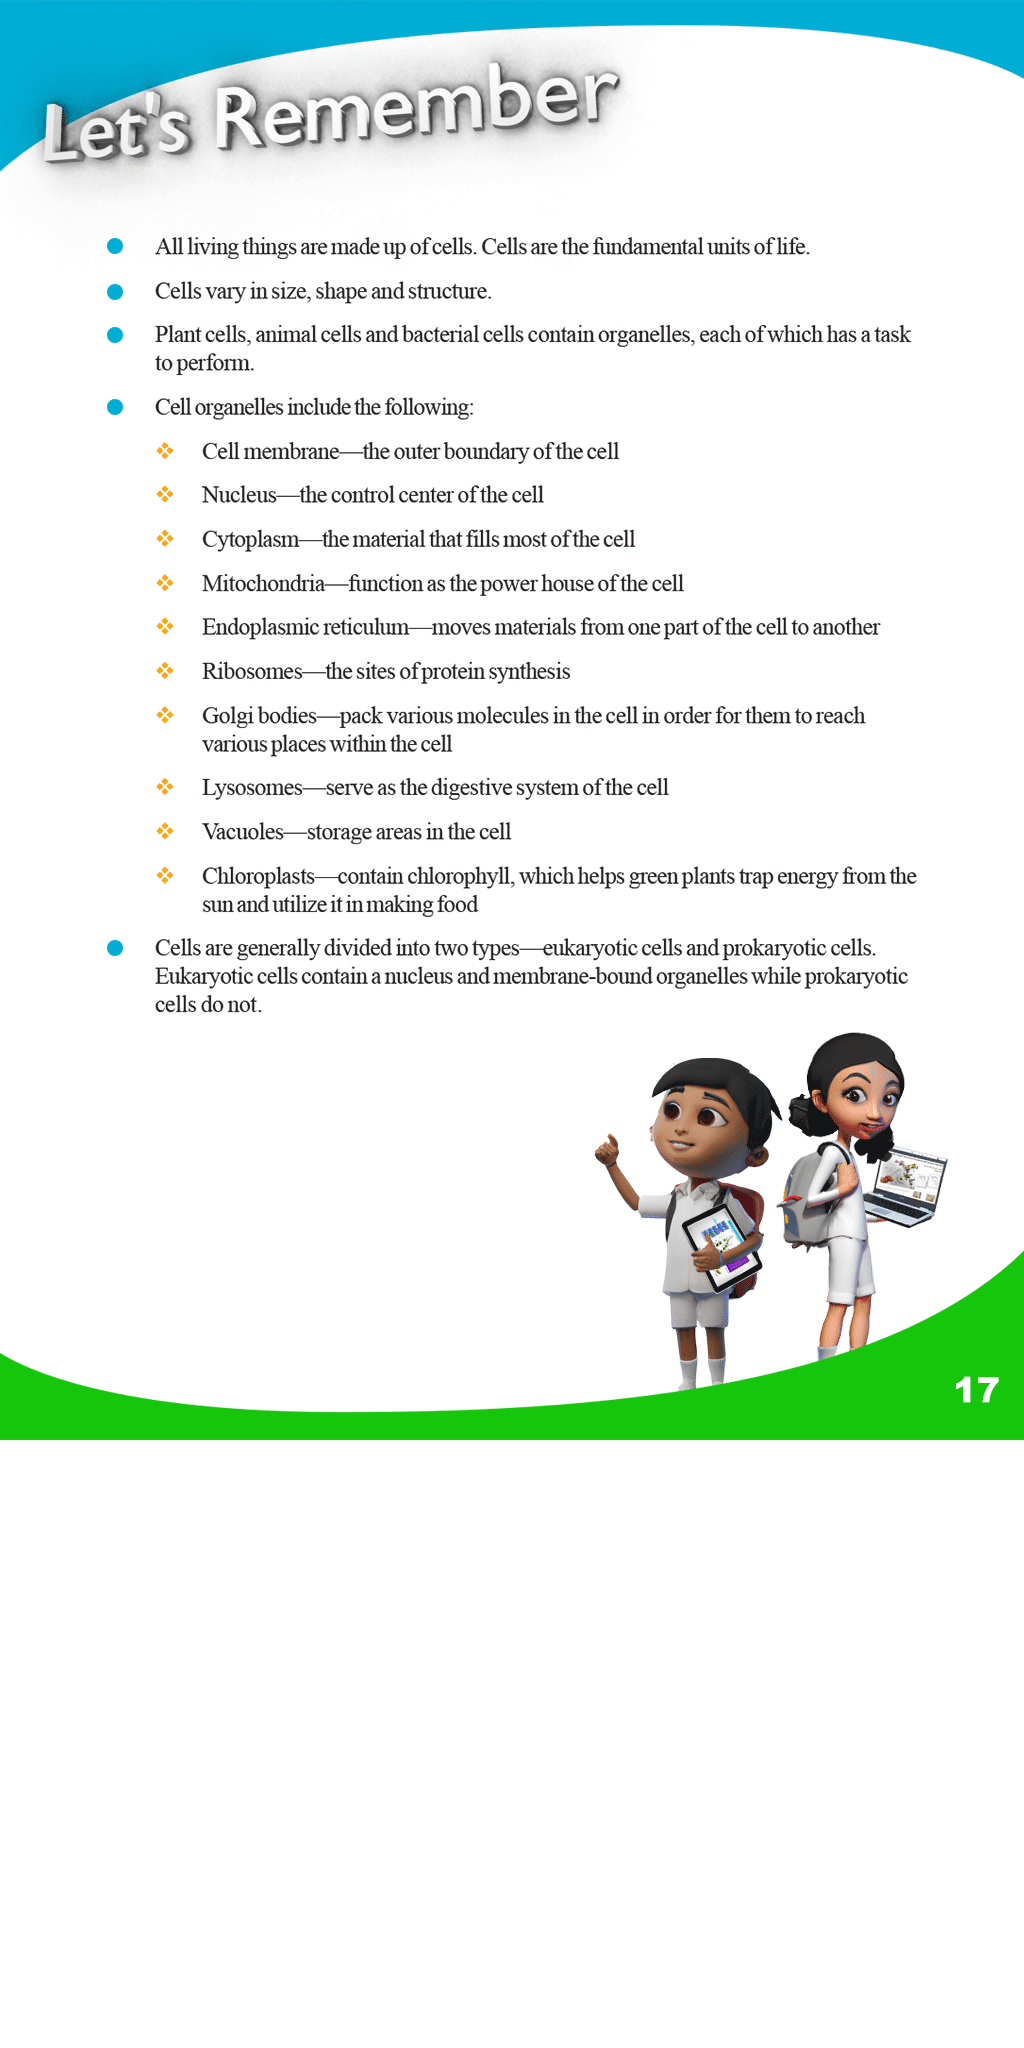 Let's Remember
All living things are made up of cells. Cells are the fundamental units of life.
Cells vary in size, shape and structure.
Plant cells, animal cells and bacterial cells contain organelles, each of which has a task
to perform.
Cell organelles include the following:
Cell membrane—the outer boundary of the cell
Nucleus—the control center of the cell
Cytoplasm—the material that fills most of the cell
Mitochondria—function as the power house of the cell
Endoplasmic reticulum—moves materials from one part of the cell to another
Ribosomes—the sites of protein synthesis
Golgi bodies—pack various molecules in the cell in order for them to reach
various places within the cell
Lysosomes—serve as the digestive system of the cell
Vacuoles—storage areas in the cell
Chloroplasts—contain chlorophyll, which helps green plants trap energy from the
sun and utilize it in making food
Cells are generally divided into two types—eukaryotic cells and prokaryotic cells.
Eukaryotic cells contain a nucleus and membrane-bound organelles while prokaryotic
cells do not.
17